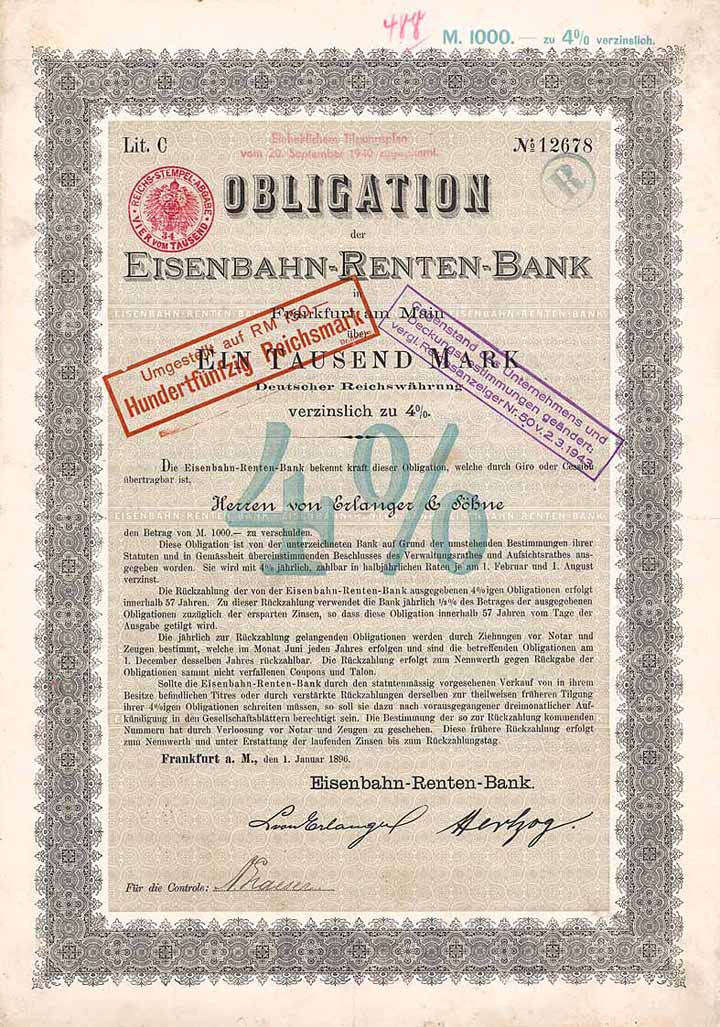 488
M. 1000. — zu 4% verzinslich.
Lit. C
№ 12678
Einheitlichem Tilgungsplan
vom 20. September 1940 zugestimmt.
R
REICHS-STEMPEL-ABGABE
34
VIER VOM TAUSEND
OBLIGATION
der
EISENBAHN-RENTEN-BANK
in
Frankfurt am Main
über
EIN TAUSEND MARK
Deutscher Reichswährung
verzinslich zu 4%.
Umgestellt auf RM 150.—
Hundertfünfzig Reichsmark
Gegenstand des Unternehmens und
Deckungsbestimmungen geändert;
vergl. Reichsanzeiger Nr. 50 v. 2.3.1943
4%
Die Eisenbahn-Renten-Bank bekennt kraft dieser Obligation, welche durch Giro oder Cession
übertragbar ist,
Herren von Erlanger & Söhne
EISENBAHN-RENTEN-BANK
den Betrag von M. 1000.— zu verschulden.
Diese Obligation ist von der unterzeichneten Bank auf Grund der umstehenden Bestimmungen ihrer
Statuten und in Gemässheit übereinstimmenden Beschlusses des Verwaltungsrathes und Aufsichtsrathes aus-
gegeben worden. Sie wird mit 4% jährlich, zahlbar in halbjährlichen Raten je am 1. Februar und 1. August
verzinst.
Die Rückzahlung der von der Eisenbahn-Renten-Bank ausgegebenen 4%igen Obligationen erfolgt
innerhalb 57 Jahren. Zu dieser Rückzahlung verwendet die Bank jährlich ½% des Betrages der ausgegebenen
Obligationen zuzüglich der ersparten Zinsen, so dass diese Obligation innerhalb 57 Jahren vom Tage der
Ausgabe getilgt wird.
Die jährlich zur Rückzahlung gelangenden Obligationen werden durch Ziehungen vor Notar und
Zeugen bestimmt, welche im Monat Juni jeden Jahres erfolgen und sind die betreffenden Obligationen am
1. December desselben Jahres rückzahlbar. Die Rückzahlung erfolgt zum Nennwerth gegen Rückgabe der
Obligationen sammt nicht verfallenen Coupons und Talon.
Sollte die Eisenbahn-Renten-Bank durch den statutenmässig vorgesehenen Verkauf von in ihrem
Besitze befindlichen Titres oder durch verstärkte Rückzahlungen derselben zur theilweisen früheren Tilgung
ihrer 4%igen Obligationen schreiten müssen, so soll sie dazu nach vorausgegangener dreimonatlicher Auf-
kündigung in den Gesellschaftsblättern berechtigt sein. Die Bestimmung der so zur Rückzahlung kommenden
Nummern hat durch Verloosung vor Notar und Zeugen zu geschehen. Diese frühere Rückzahlung erfolgt
zum Nennwerth und unter Erstattung der laufenden Zinsen bis zum Rückzahlungstag.
Frankfurt a. M., den 1. Januar 1896.
Eisenbahn-Renten-Bank.
Erlanger Herzog.
Für die Controle: